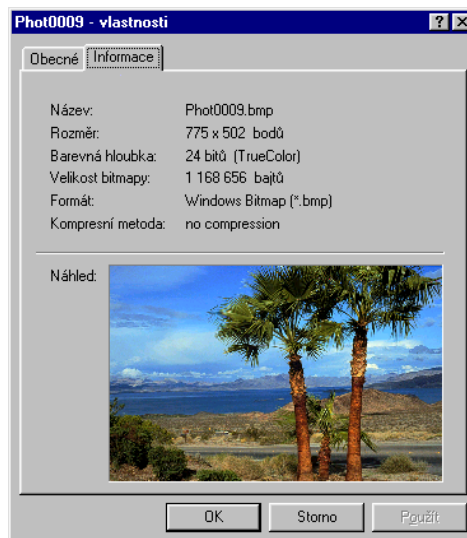 Phot0009 - vlastnosti
Obecné Informace
Název: Phot0009.bmp
Rozměr: 775 x 502 bodů
Barevná hloubka: 24 bitů (TrueColor)
Velikost bitmapy: 1 168 656 bajtů
Formát: Windows Bitmap (*.bmp)
Kompresní metoda: no compression
Náhled:
OK Storno Použít